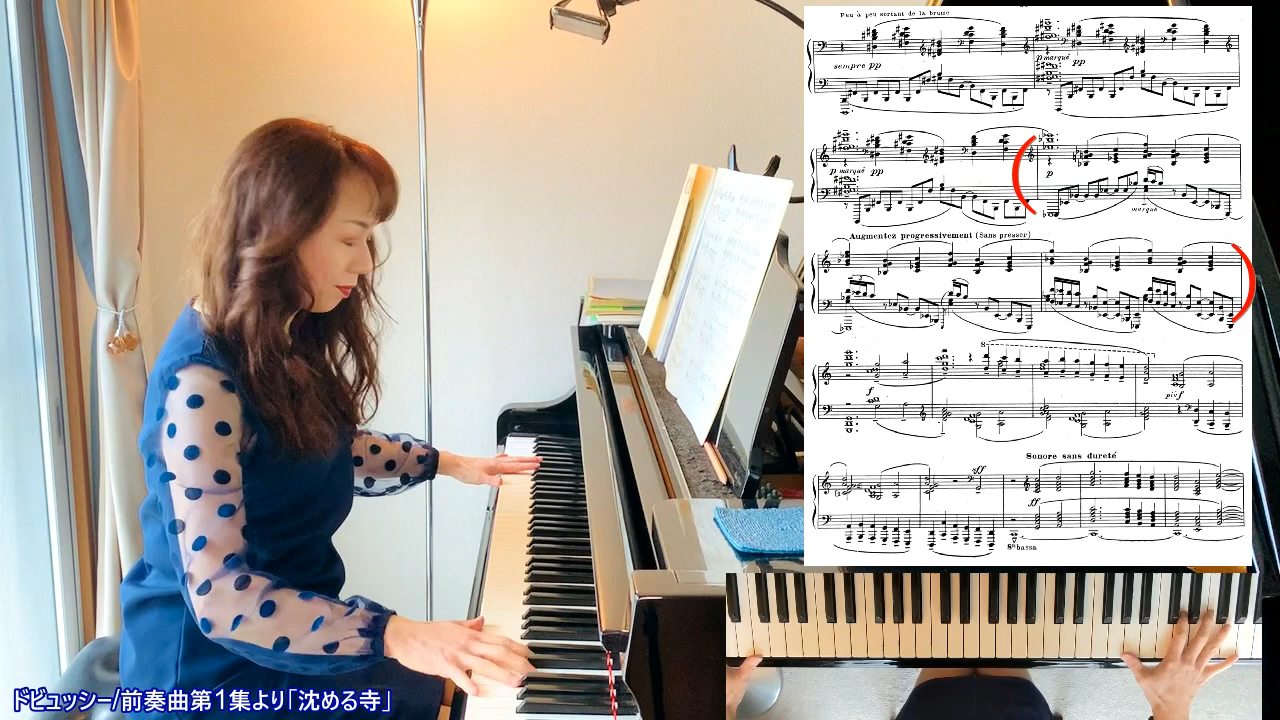 Peu à peu sortant de la brume
sempre pp
p marqué pp
p marqué pp
p
marqué
Augmentez progressivement (Sans presser)
8
f
più f
Sonore sans dureté
ff
ff
8va bassa
ドビュッシー/前奏曲第1集より「沈める寺」